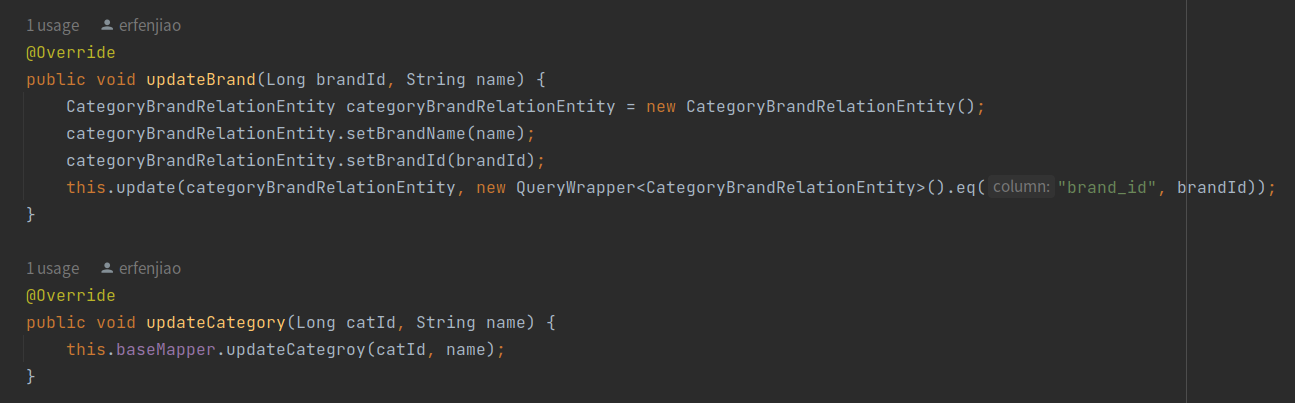 1 usage erfenjiao
@Override
public void updateBrand(Long brandId, String name) {
CategoryBrandRelationEntity categoryBrandRelationEntity = new CategoryBrandRelationEntity();
categoryBrandRelationEntity.setBrandName(name);
categoryBrandRelationEntity.setBrandId(brandId);
this.update(categoryBrandRelationEntity, new QueryWrapper<CategoryBrandRelationEntity>().eq( column: "brand_id", brandId));
}
1 usage erfenjiao
@Override
public void updateCategory(Long catId, String name) {
this.baseMapper.updateCategroy(catId, name);
}